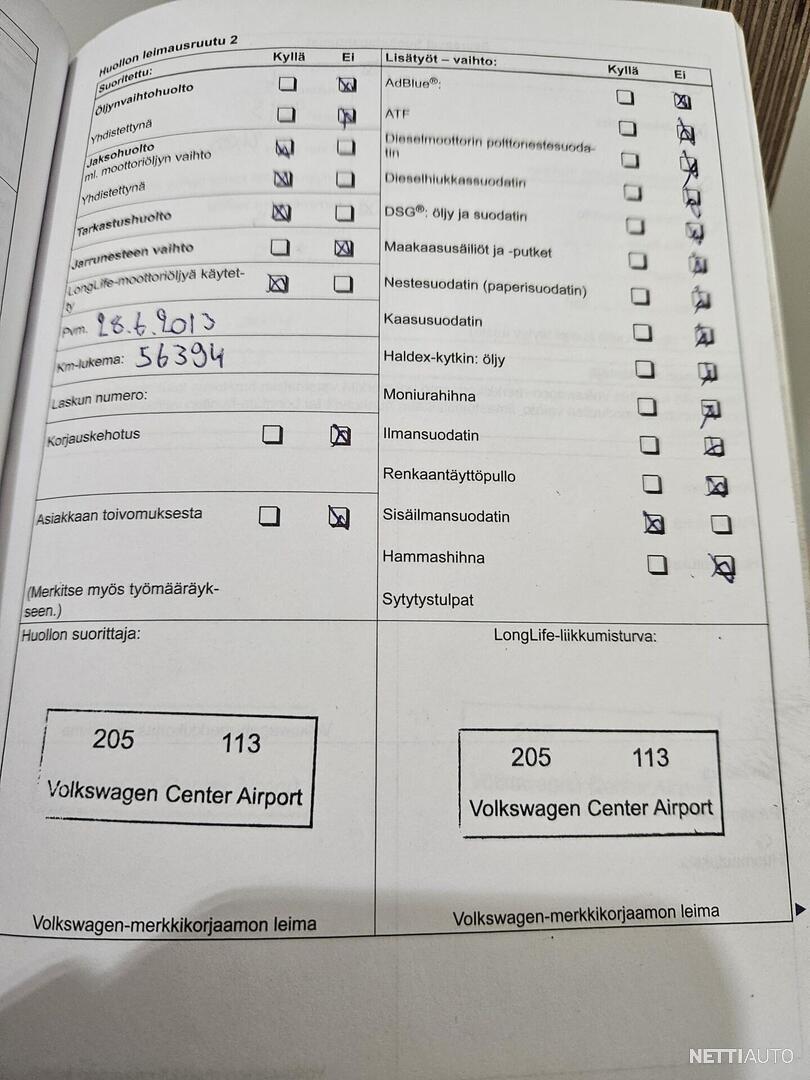 Huollon leimausruutu 2
Suoritettu:
Kyllä
Ei
Öljynvaihtohuolto
Yhdistettynä
Jaksohuolto
ml. moottoriöljyn vaihto
Yhdistettynä
Tarkastushuolto
Jarrunesteen vaihto
LongLife-moottoriöljyä käytet-
ty
Pvm. 28.6.2013
Km-lukema: 56394
Laskun numero:
Korjauskehotus
Asiakkaan toivomuksesta
(Merkitse myös työmääräyk-
seen.)
Lisätyöt – vaihto:
Kyllä
Ei
AdBlue®:
ATF
Dieselmoottorin polttonestesuoda-
tin
Dieselhiukkassuodatin
DSG®: öljy ja suodatin
Maakaasusäiliöt ja -putket
Nestesuodatin (paperisuodatin)
Kaasusuodatin
Haldex-kytkin: öljy
Moniurahihna
Ilmansuodatin
Renkaantäyttöpullo
Sisäilmansuodatin
Hammashihna
Sytytystulpat
Huollon suorittaja:
205 113
Volkswagen Center Airport
Volkswagen-merkkikorjaamon leima
LongLife-liikkumisturva:
205 113
Volkswagen Center Airport
Volkswagen-merkkikorjaamon leima
NETTIAUTO